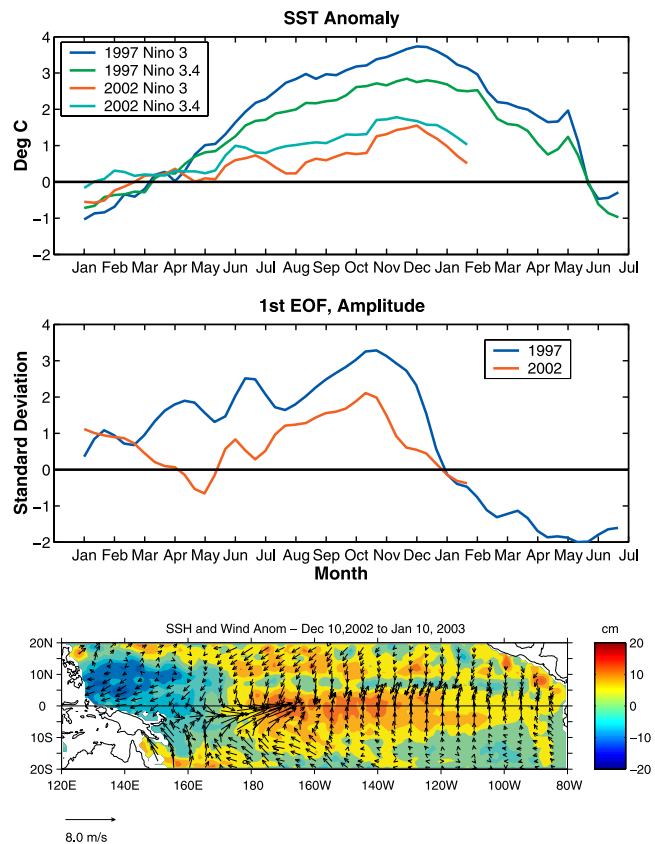 SST Anomaly
Deg C
4
3
2
1
0
−1
−2
1997 Nino 3
1997 Nino 3.4
2002 Nino 3
2002 Nino 3.4
Jan Feb Mar Apr May Jun Jul Aug Sep Oct Nov Dec Jan Feb Mar Apr May Jun Jul
1st EOF, Amplitude
Standard Deviation
4
3
2
1
0
−1
−2
1997
2002
Jan Feb Mar Apr May Jun Jul Aug Sep Oct Nov Dec Jan Feb Mar Apr May Jun Jul
Month
SSH and Wind Anom − Dec 10,2002 to Jan 10, 2003
cm
20N
10N
0
10S
20S
120E 140E 160E 180 160W 140W 120W 100W 80W
20
10
0
−10
−20
8.0 m/s